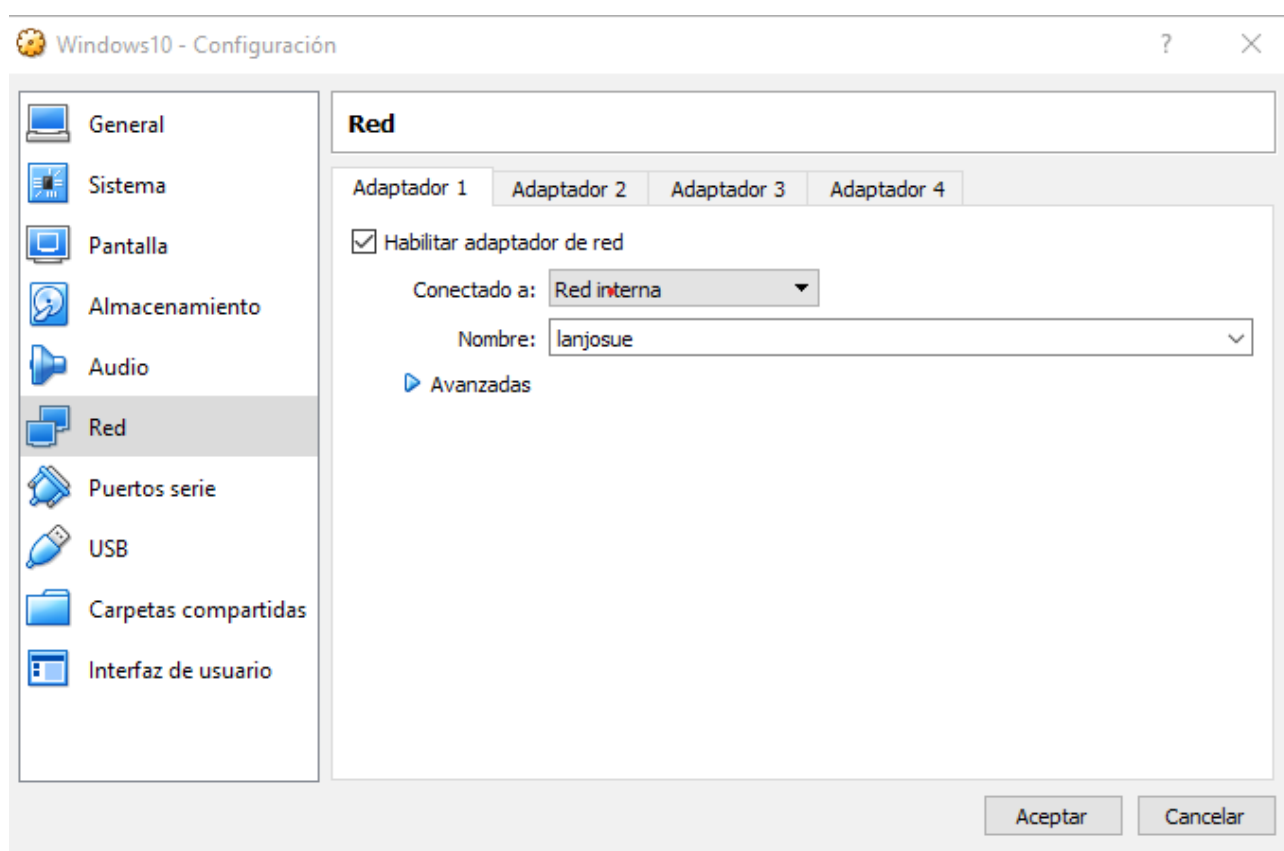 Windows10 - Configuración ?
General
Sistema
Pantalla
Almacenamiento
Audio
Red
Puertos serie
USB
Carpetas compartidas
Interfaz de usuario
Red
Adaptador 1 Adaptador 2 Adaptador 3 Adaptador 4
Habilitar adaptador de red
Conectado a: Red interna
Nombre: lanjosue
Avanzadas
Aceptar Cancelar